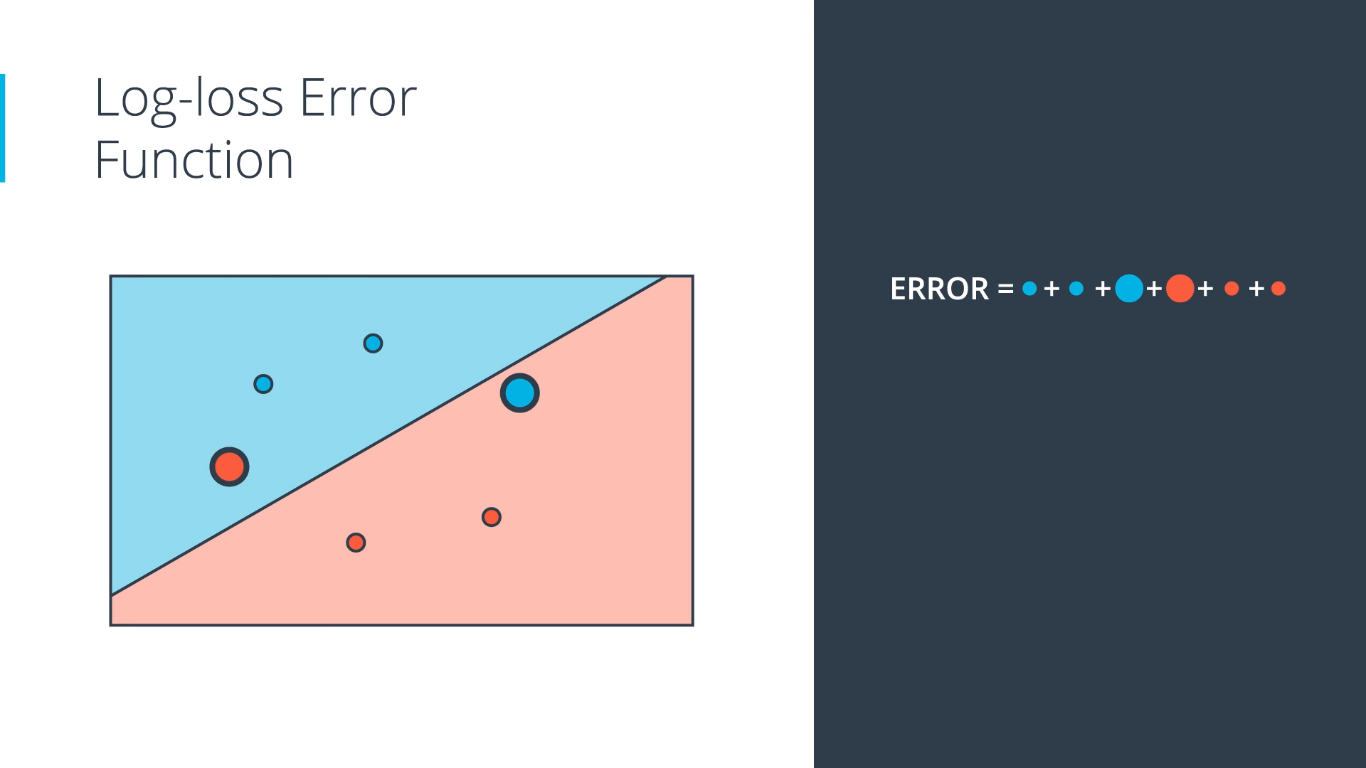 Log-loss Error
Function
ERROR = + + + + +